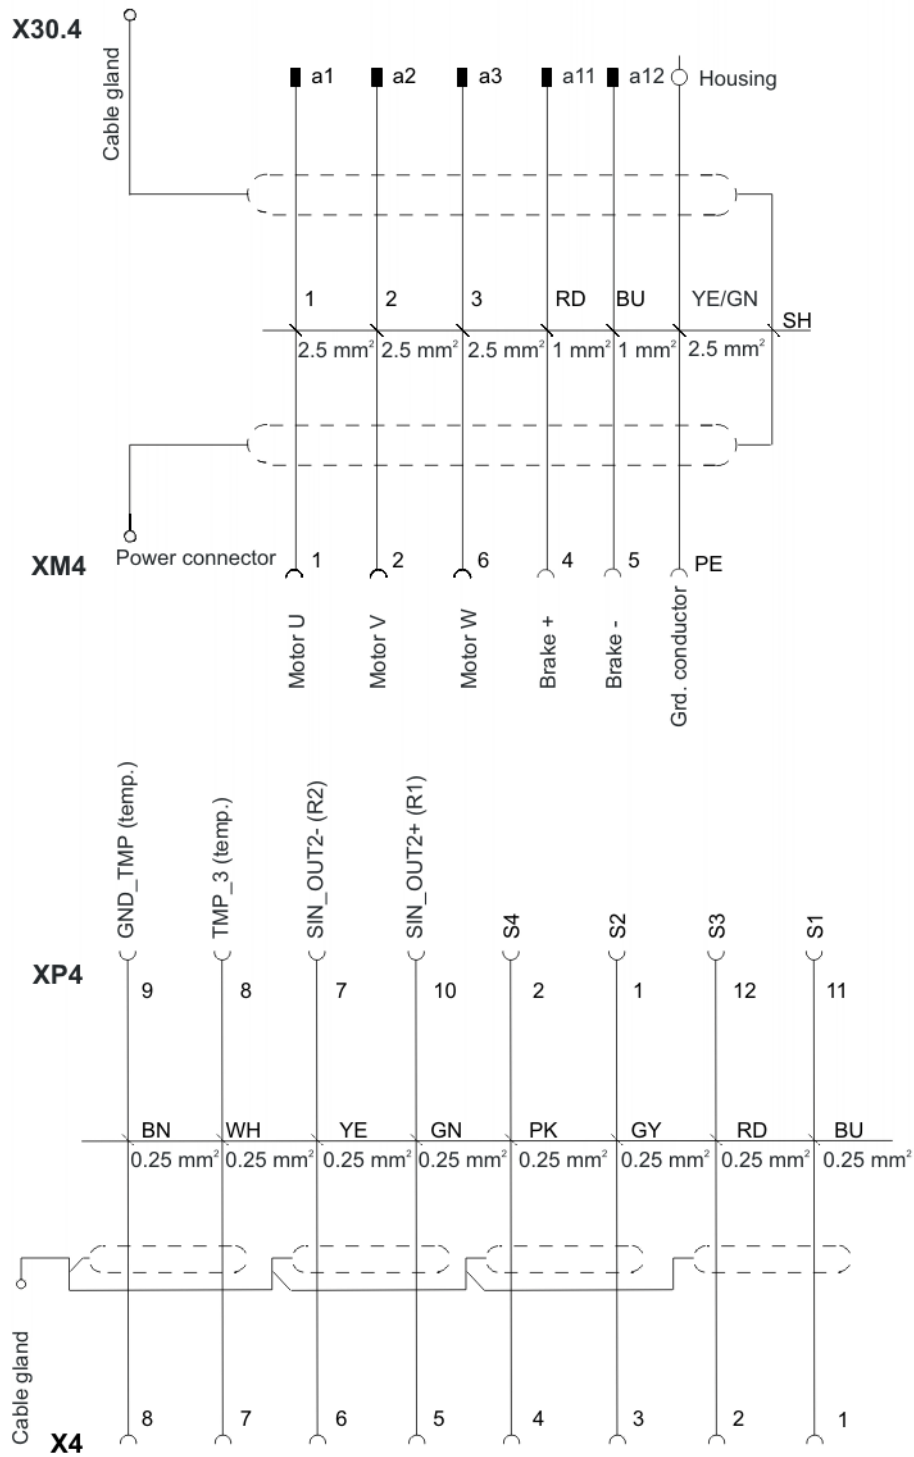 X30.4
Cable gland
a1 a2 a3 a11 a12 Housing
1 2 3 RD BU YE/GN
SH
2.5 mm² 2.5 mm² 2.5 mm² 1 mm² 1 mm² 2.5 mm²
XM4
Power connector
1 2 6 4 5 PE
Motor U
Motor V
Motor W
Brake +
Brake -
Grd. conductor
GND_TMP (temp.)
TMP_3 (temp.)
SIN_OUT2- (R2)
SIN_OUT2+ (R1)
S4
S2
S3
S1
XP4
9 8 7 10 2 1 12 11
BN WH YE GN PK GY RD BU
0.25 mm² 0.25 mm² 0.25 mm² 0.25 mm² 0.25 mm² 0.25 mm² 0.25 mm² 0.25 mm²
Cable gland
8 7 6 5 4 3 2 1
X4